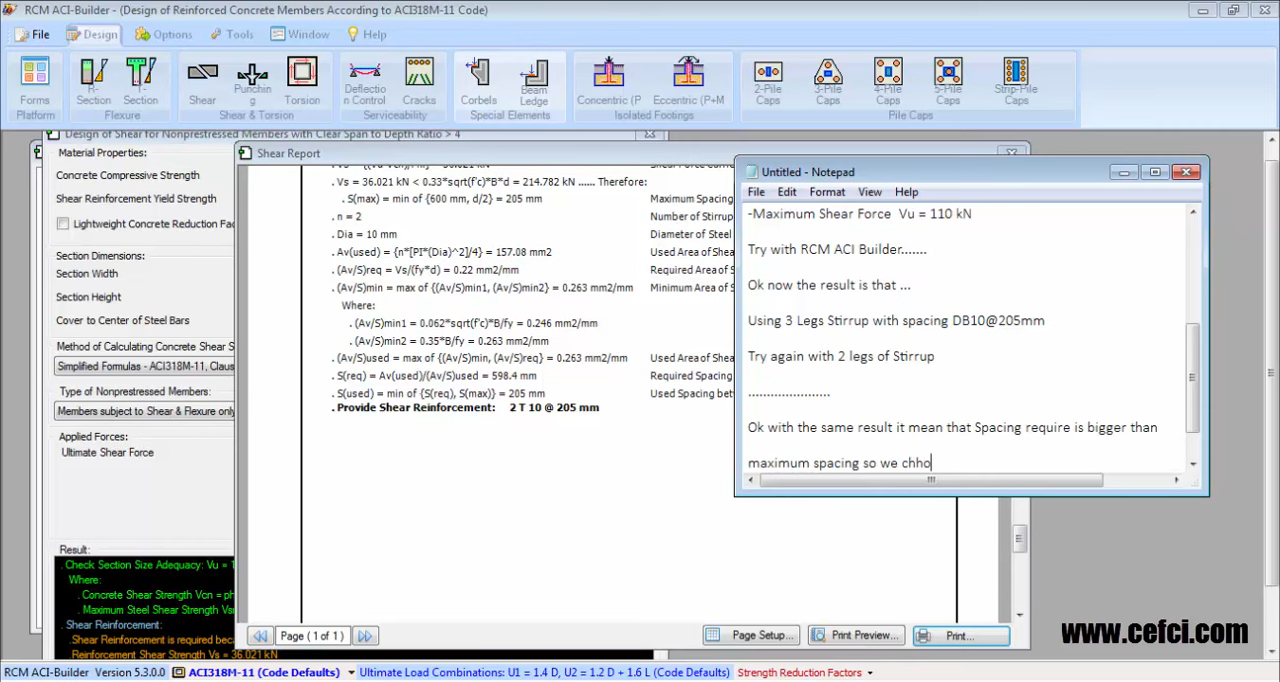 RCM ACI-Builder - (Design of Reinforced Concrete Members According to ACI318M-11 Code)
File Design Options Tools Window Help
Forms R-Section T-Section Shear Punching Torsion Deflection Control Cracks Corbels Beam Ledge Concentric (P Eccentric (P+M 2-Pile Caps 3-Pile Caps 4-Pile Caps 5-Pile Caps Strip-Pile Caps
Platform Flexure Shear & Torsion Serviceability Special Elements Isolated Footings Pile Caps
Design of Shear for Nonprestressed Members with Clear Span to Depth Ratio > 4
Material Properties:
Concrete Compressive Strength
Shear Reinforcement Yield Strength
Lightweight Concrete Reduction Fac
Section Dimensions:
Section Width
Section Height
Cover to Center of Steel Bars
Method of Calculating Concrete Shear S
Simplified Formulas - ACI318M-11, Claus
Type of Nonprestressed Members:
Members subject to Shear & Flexure only
Applied Forces:
Ultimate Shear Force
Result:
. Check Section Size Adequacy: Vu = 1
Where:
. Concrete Shear Strength Vcn = ph
. Maximum Steel Shear Strength Vsr
. Shear Reinforcement:
. Shear Reinforcement is required beca
. Reinforcement Shear Strength Vs = 36.021 kN
Shear Report
. Vs = 36.021 kN < 0.33*sqrt(f'c)*B*d = 214.782 kN ...... Therefore:
. S(max) = min of {600 mm, d/2} = 205 mm Maximum Spacing
. n = 2 Number of Stirrup
. Dia = 10 mm Diameter of Steel
. Av(used) = {n*[PI*(Dia)^2]/4} = 157.08 mm2 Used Area of Shea
. (Av/S)req = Vs/(fy*d) = 0.22 mm2/mm Required Area of
. (Av/S)min = max of {(Av/S)min1, (Av/S)min2} = 0.263 mm2/mm Minimum Area of S
Where:
. (Av/S)min1 = 0.062*sqrt(f'c)*B/fy = 0.246 mm2/mm
. (Av/S)min2 = 0.35*B/fy = 0.263 mm2/mm
. (Av/S)used = max of {(Av/S)min, (Av/S)req} = 0.263 mm2/mm Used Area of Shea
. S(req) = Av(used)/(Av/S)used = 598.4 mm Required Spacing
. S(used) = min of {S(req), S(max)} = 205 mm Used Spacing betw
. Provide Shear Reinforcement: 2 T 10 @ 205 mm
Page ( 1 of 1 ) Page Setup... Print Preview... Print...
Untitled - Notepad
File Edit Format View Help
-Maximum Shear Force Vu = 110 kN
Try with RCM ACI Builder.......
Ok now the result is that ...
Using 3 Legs Stirrup with spacing DB10@205mm
Try again with 2 legs of Stirrup
......................
Ok with the same result it mean that Spacing require is bigger than
maximum spacing so we chho
www.cefci.com
RCM ACI-Builder Version 5.3.0.0 ACI318M-11 (Code Defaults) Ultimate Load Combinations: U1 = 1.4 D, U2 = 1.2 D + 1.6 L (Code Defaults) Strength Reduction Factors